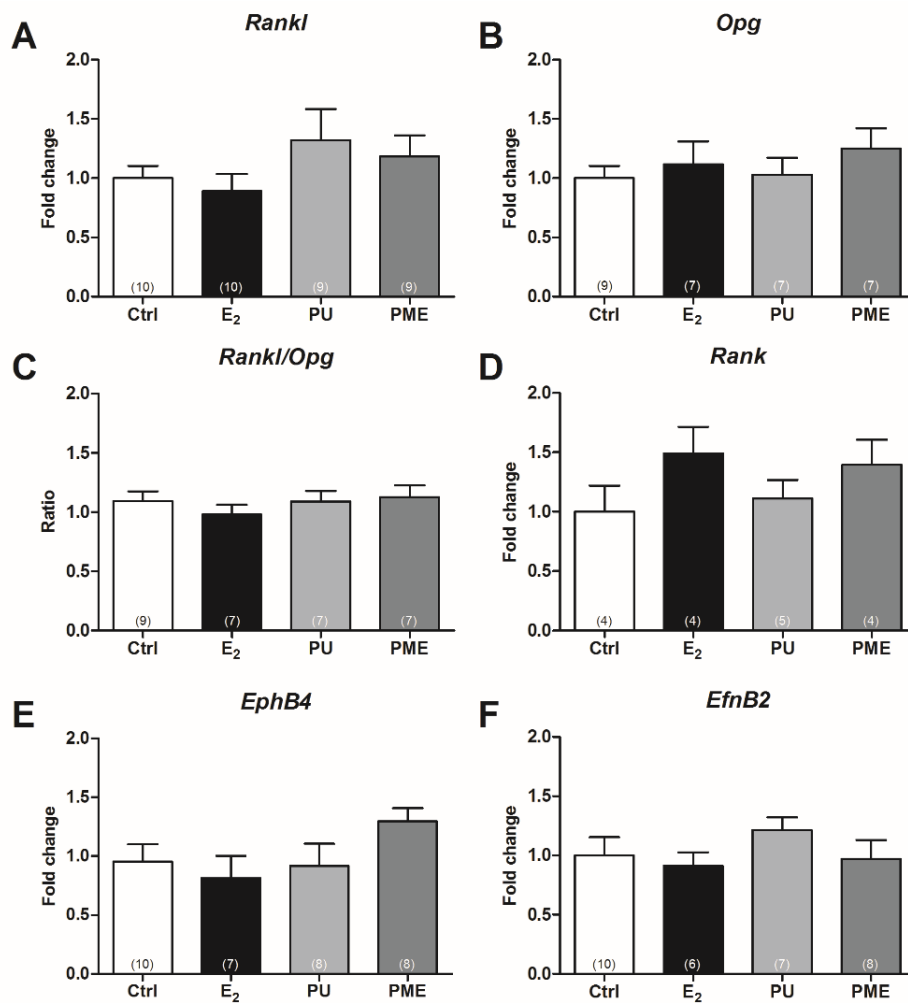 A
Rankl
Fold change
2.0
1.5
1.0
0.5
0.0
(10)
(10)
(9)
(9)
Ctrl
E₂
PU
PME
B
Opg
Fold change
2.0
1.5
1.0
0.5
0.0
(9)
(7)
(7)
(7)
Ctrl
E₂
PU
PME
C
Rankl/Opg
Ratio
2.0
1.5
1.0
0.5
0.0
(9)
(7)
(7)
(7)
Ctrl
E₂
PU
PME
D
Rank
Fold change
2.0
1.5
1.0
0.5
0.0
(4)
(4)
(5)
(4)
Ctrl
E₂
PU
PME
E
EphB4
Fold change
2.0
1.5
1.0
0.5
0.0
(10)
(7)
(8)
(8)
Ctrl
E₂
PU
PME
F
EfnB2
Fold change
2.0
1.5
1.0
0.5
0.0
(10)
(6)
(7)
(8)
Ctrl
E₂
PU
PME